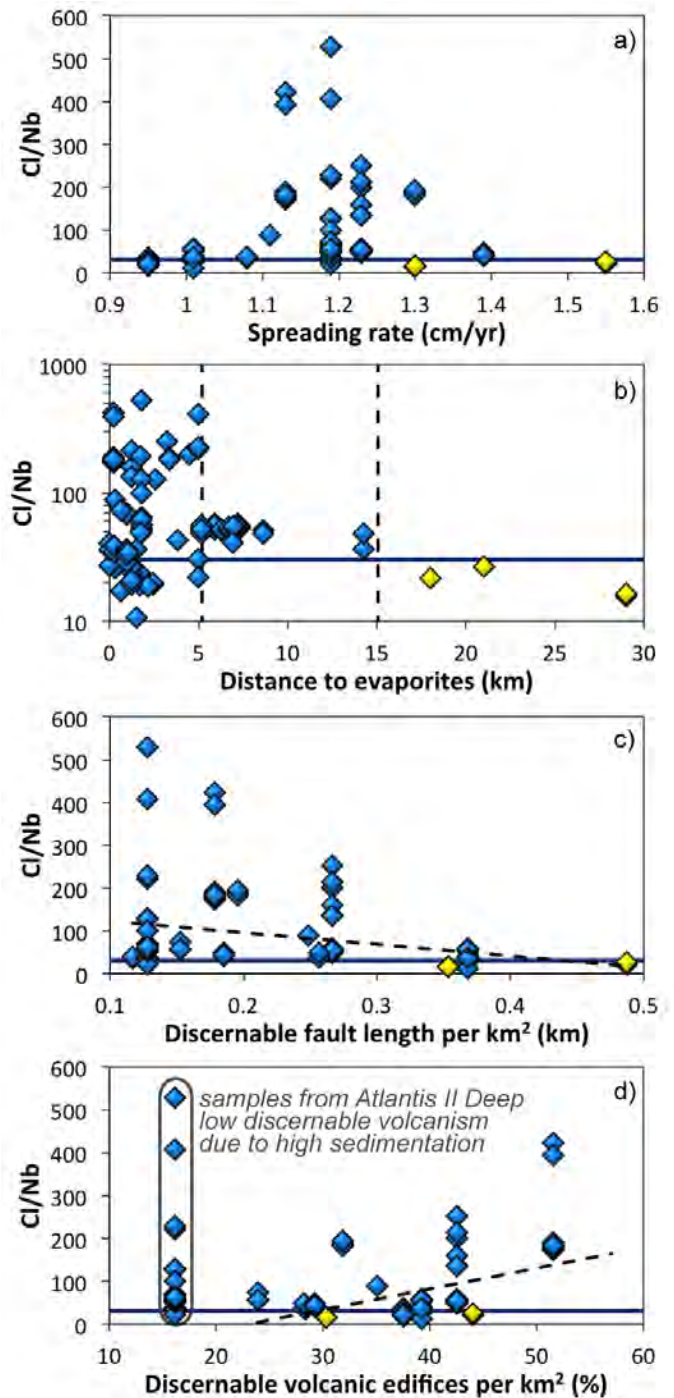 600
a)
500
400
300
200
100
0
Cl/Nb
0.9 1 1.1 1.2 1.3 1.4 1.5 1.6
Spreading rate (cm/yr)
1000
b)
100
10
Cl/Nb
0 5 10 15 20 25 30
Distance to evaporites (km)
600
c)
500
400
300
200
100
0
Cl/Nb
0.1 0.2 0.3 0.4 0.5
Discernable fault length per km² (km)
600
d)
500
400
300
200
100
0
Cl/Nb
samples from Atlantis II Deep
low discernable volcanism
due to high sedimentation
10 20 30 40 50 60
Discernable volcanic edifices per km² (%)